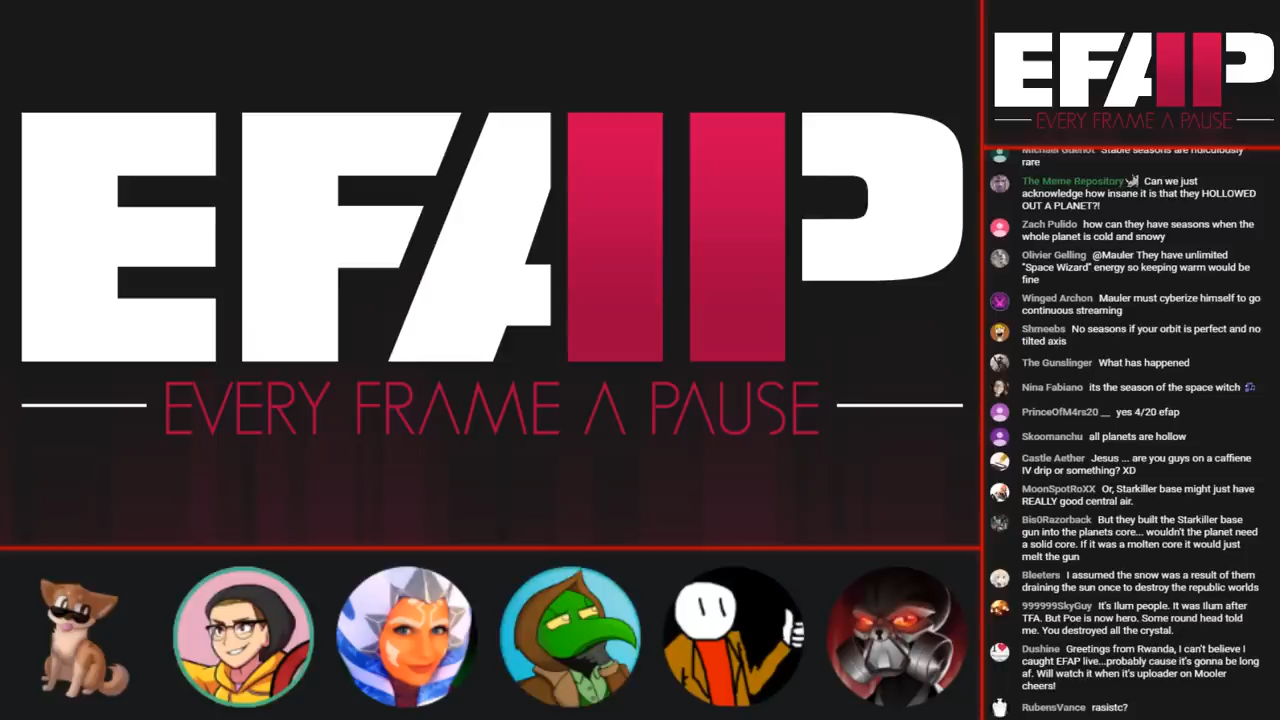 EFAP
EVERY FRAME A PAUSE
EFAP
EVERY FRAME A PAUSE
Michael Guenot Stable seasons are ridiculously
rare
The Meme Repository Can we just
acknowledge how insane it is that they HOLLOWED
OUT A PLANET?!
Zach Pulido how can they have seasons when the
whole planet is cold and snowy
Olivier Gelling @Mauler They have unlimited
"Space Wizard" energy so keeping warm would be
fine
Winged Archon Mauler must cyberize himself to go
continuous streaming
Shmeebs No seasons if your orbit is perfect and no
tilted axis
The Gunslinger What has happened
Nina Fabiano its the season of the space witch
PrinceOfM4rs20 __ yes 4/20 efap
Skoomanchu all planets are hollow
Castle Aether Jesus ... are you guys on a caffiene
IV drip or something? XD
MoonSpotRoXX Or, Starkiller base might just have
REALLY good central air.
Bis0Razorback But they built the Starkiller base
gun into the planets core... wouldn't the planet need
a solid core. If it was a molten core it would just
melt the gun
Bleeters I assumed the snow was a result of them
draining the sun once to destroy the republic worlds
999999SkyGuy It's Ilum people. It was Ilum after
TFA. But Poe is now hero. Some round head told
me. You destroyed all the crystal.
Dushine Greetings from Rwanda, I can't believe I
caught EFAP live...probably cause it's gonna be long
af. Will watch it when it's uploader on Mooler
cheers!
RubensVance rasistc?